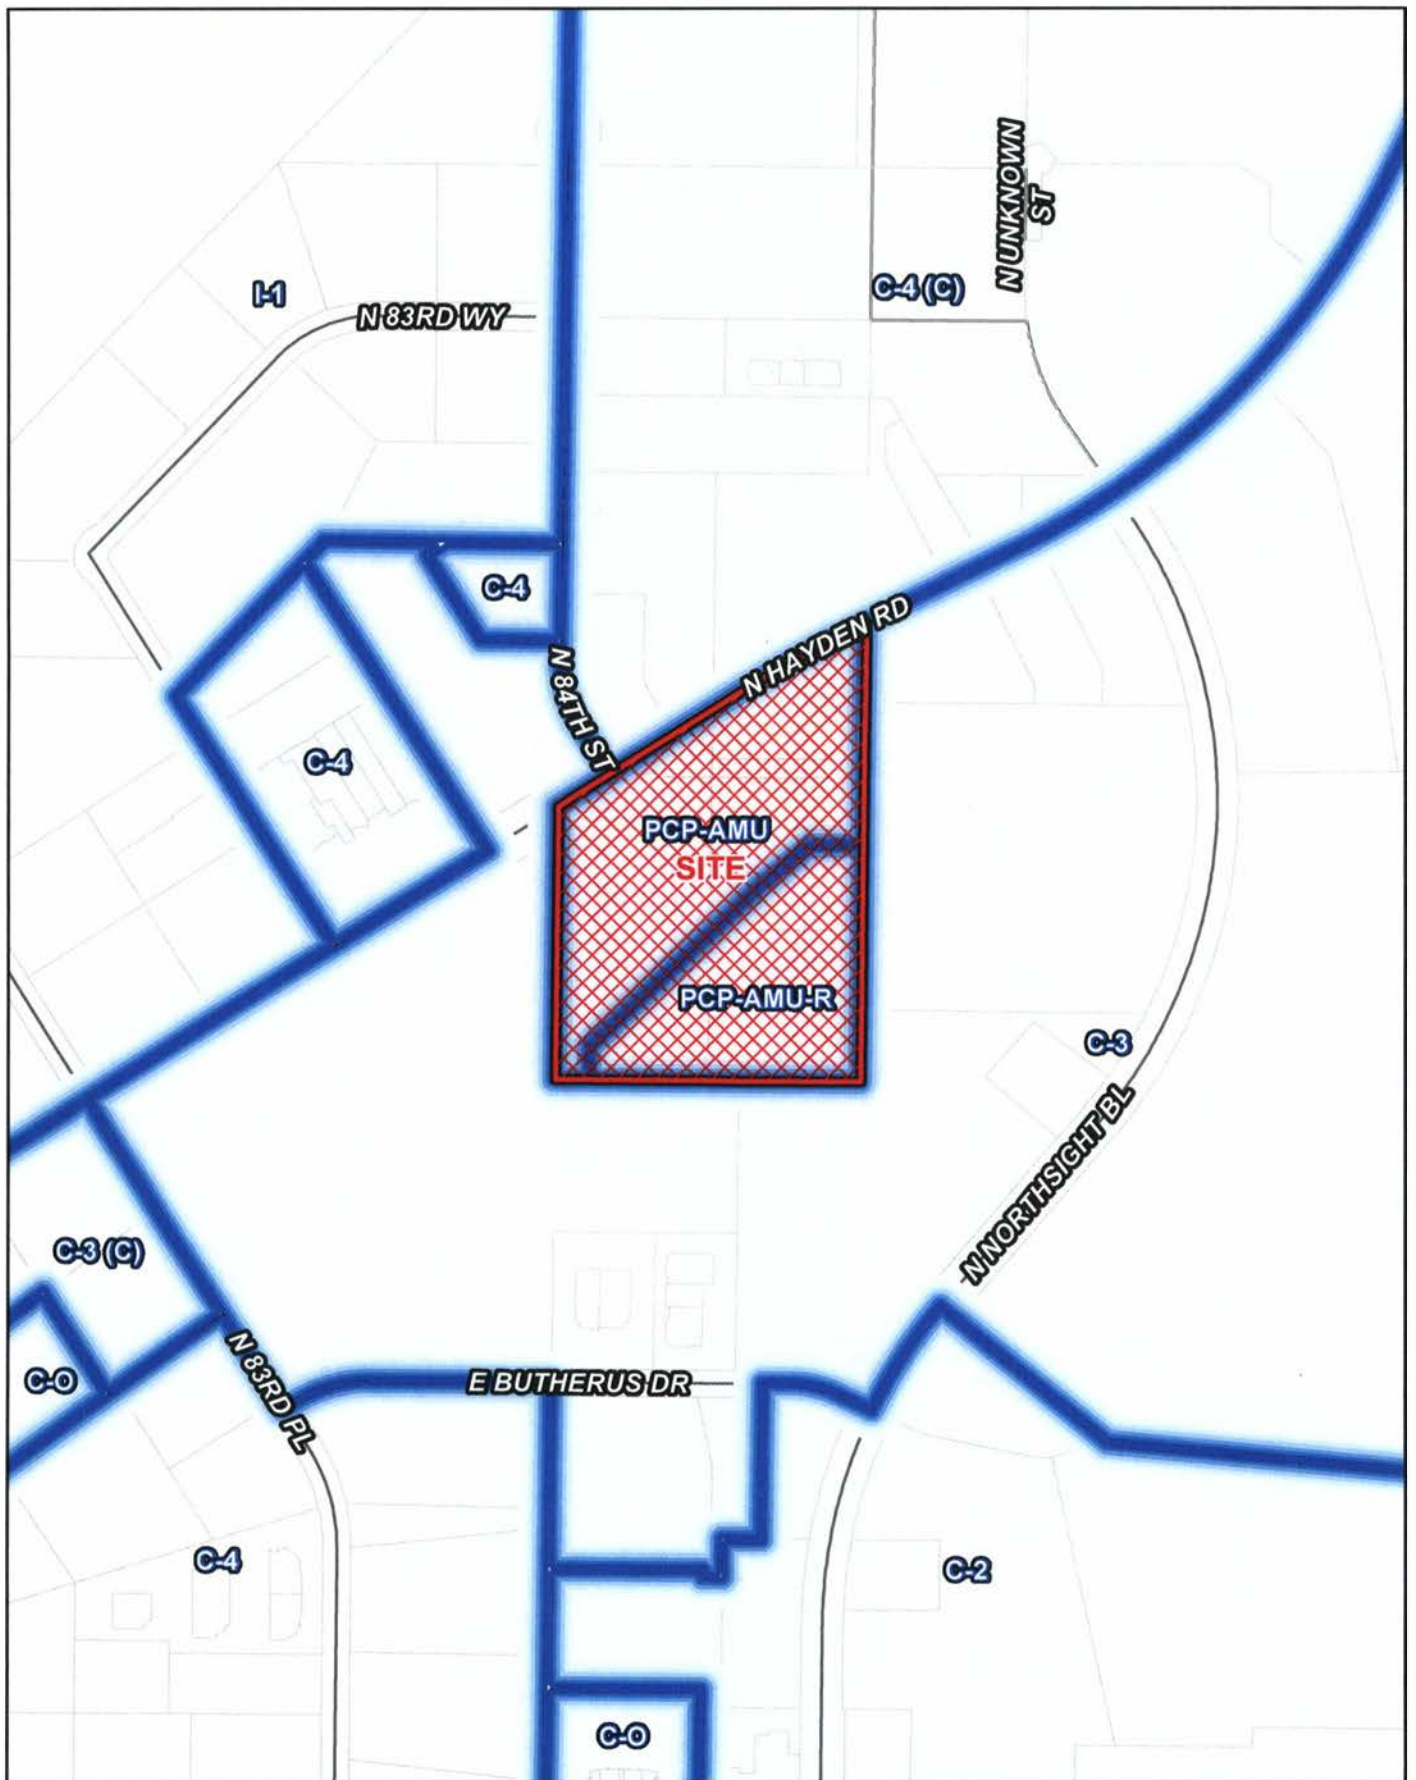 N UNKNOWN
ST
I-1
C-4 (C)
N 83RD WY
C-4
N HAYDEN RD
N 84TH ST
C-4
PCP-AMU
SITE
PCP-AMU-R
C-3
N NORTHSIGHT BL
C-3 (C)
C-O
N 83RD PL
E BUTHERUS DR
C-4
C-2
C-O